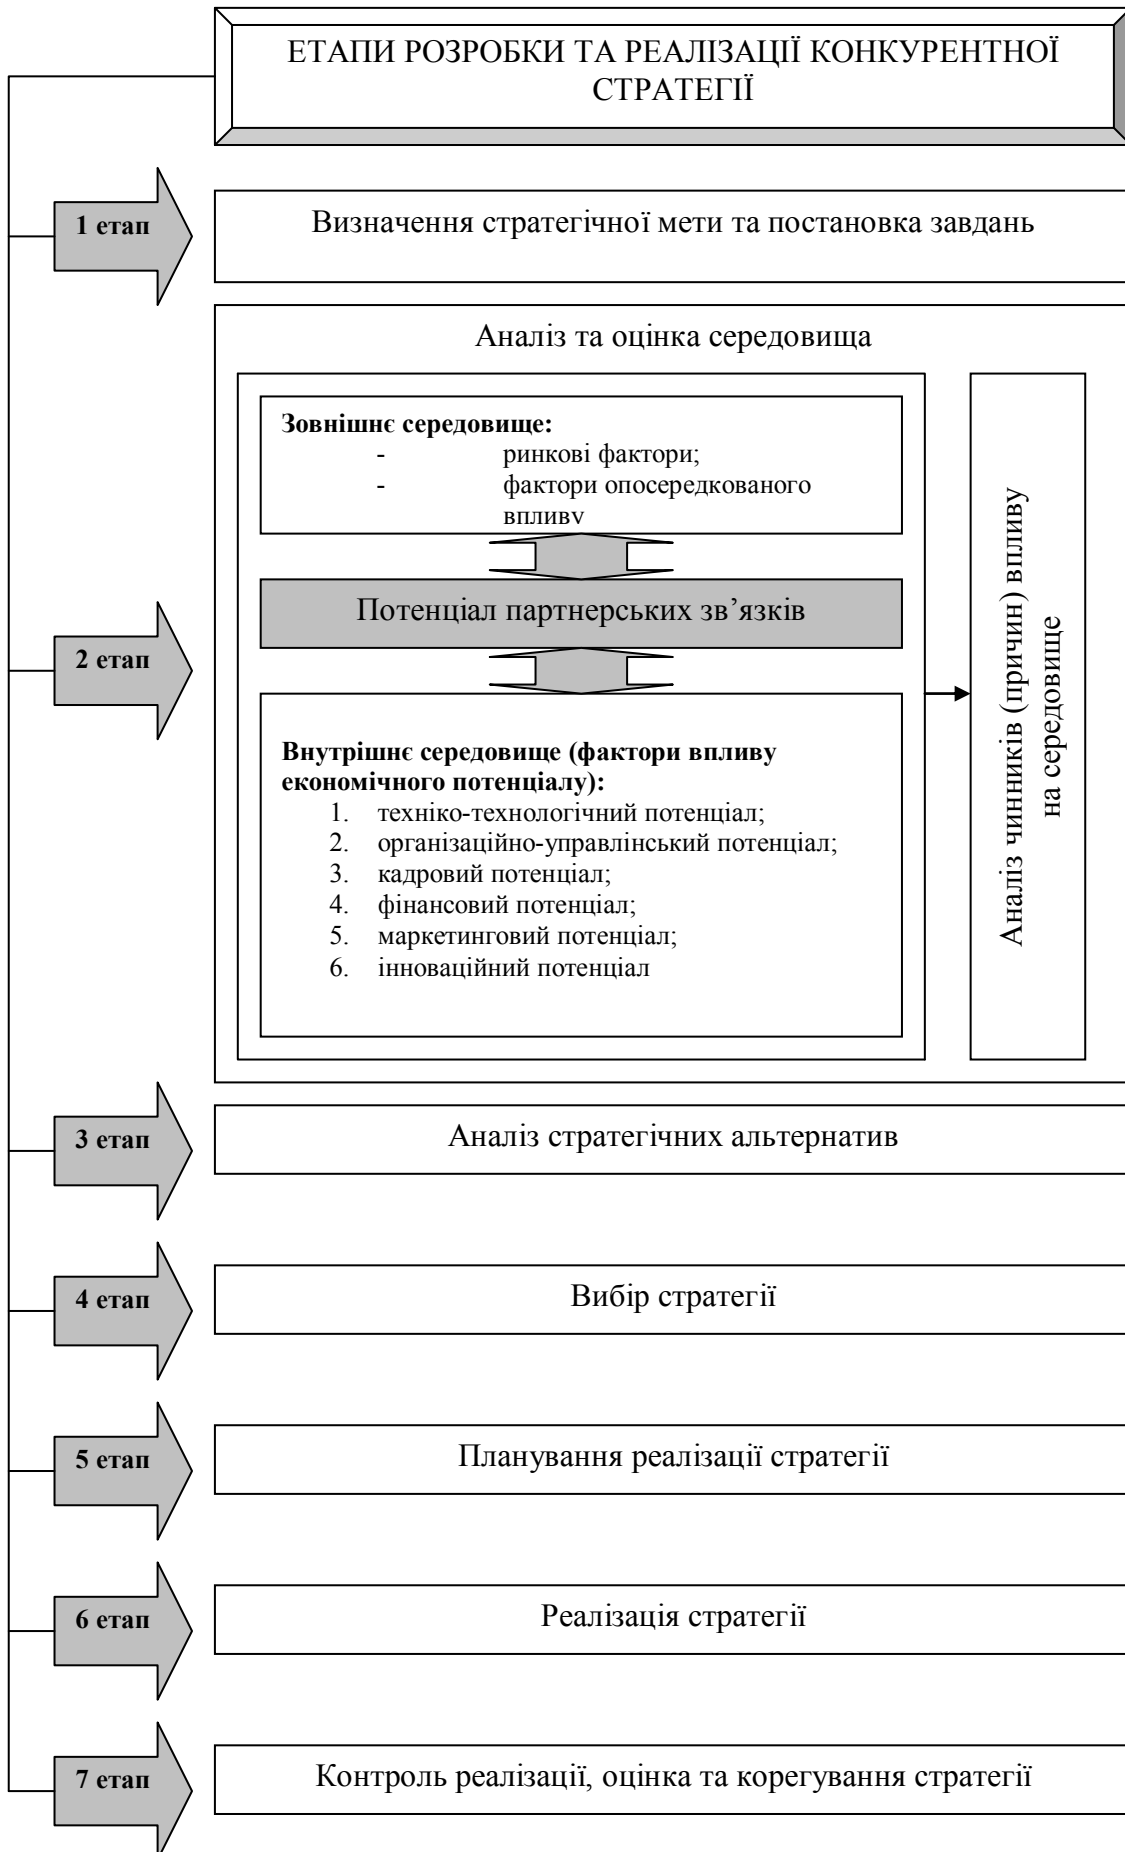 ЕТАПИ РОЗРОБКИ ТА РЕАЛІЗАЦІЇ КОНКУРЕНТНОЇ
СТРАТЕГІЇ
1 етап
Визначення стратегічної мети та постановка завдань
Аналіз та оцінка середовища
Зовнішнє середовище:
- ринкові фактори;
- фактори опосередкованого
впливу
Потенціал партнерських зв’язків
2 етап
Внутрішнє середовище (фактори впливу
економічного потенціалу):
1. техніко-технологічний потенціал;
2. організаційно-управлінський потенціал;
3. кадровий потенціал;
4. фінансовий потенціал;
5. маркетинговий потенціал;
6. інноваційний потенціал
Аналіз чинників (причин) впливу
на середовище
3 етап
Аналіз стратегічних альтернатив
4 етап
Вибір стратегії
5 етап
Планування реалізації стратегії
6 етап
Реалізація стратегії
7 етап
Контроль реалізації, оцінка та корегування стратегії